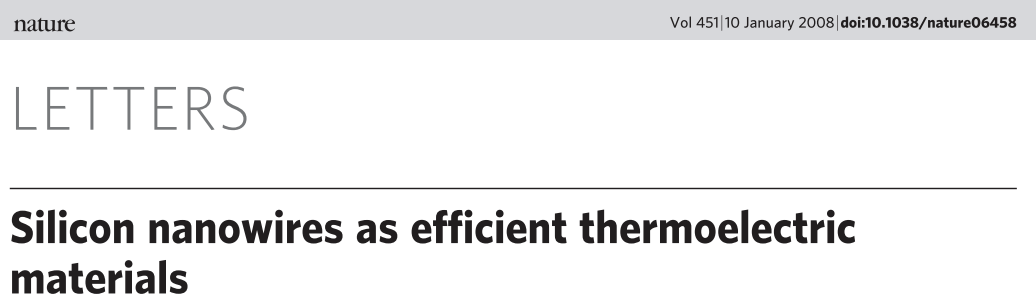 nature
Vol 451|10 January 2008|doi:10.1038/nature06458
LETTERS
Silicon nanowires as efficient thermoelectric
materials